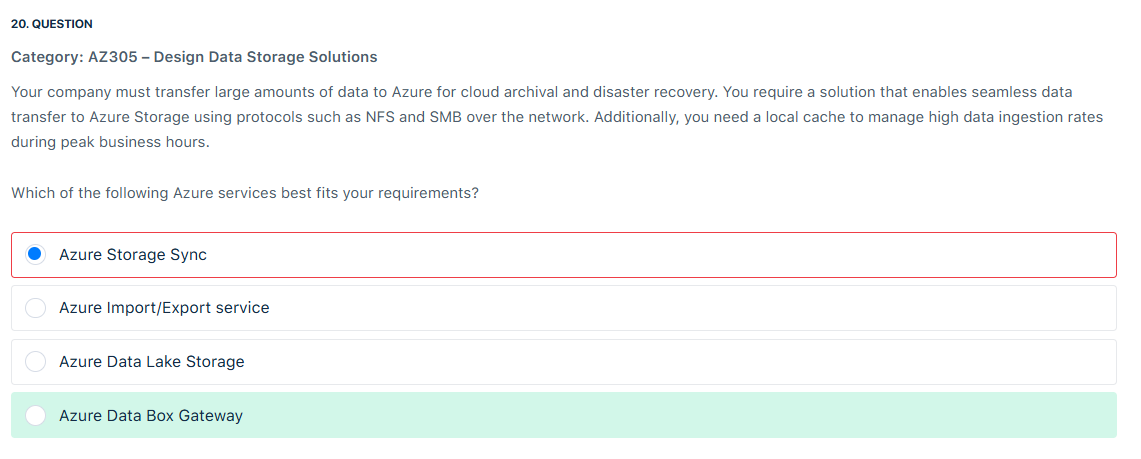 20. QUESTION
Category: AZ305 – Design Data Storage Solutions
Your company must transfer large amounts of data to Azure for cloud archival and disaster recovery. You require a solution that enables seamless data
transfer to Azure Storage using protocols such as NFS and SMB over the network. Additionally, you need a local cache to manage high data ingestion rates
during peak business hours.
Which of the following Azure services best fits your requirements?
Azure Storage Sync
Azure Import/Export service
Azure Data Lake Storage
Azure Data Box Gateway